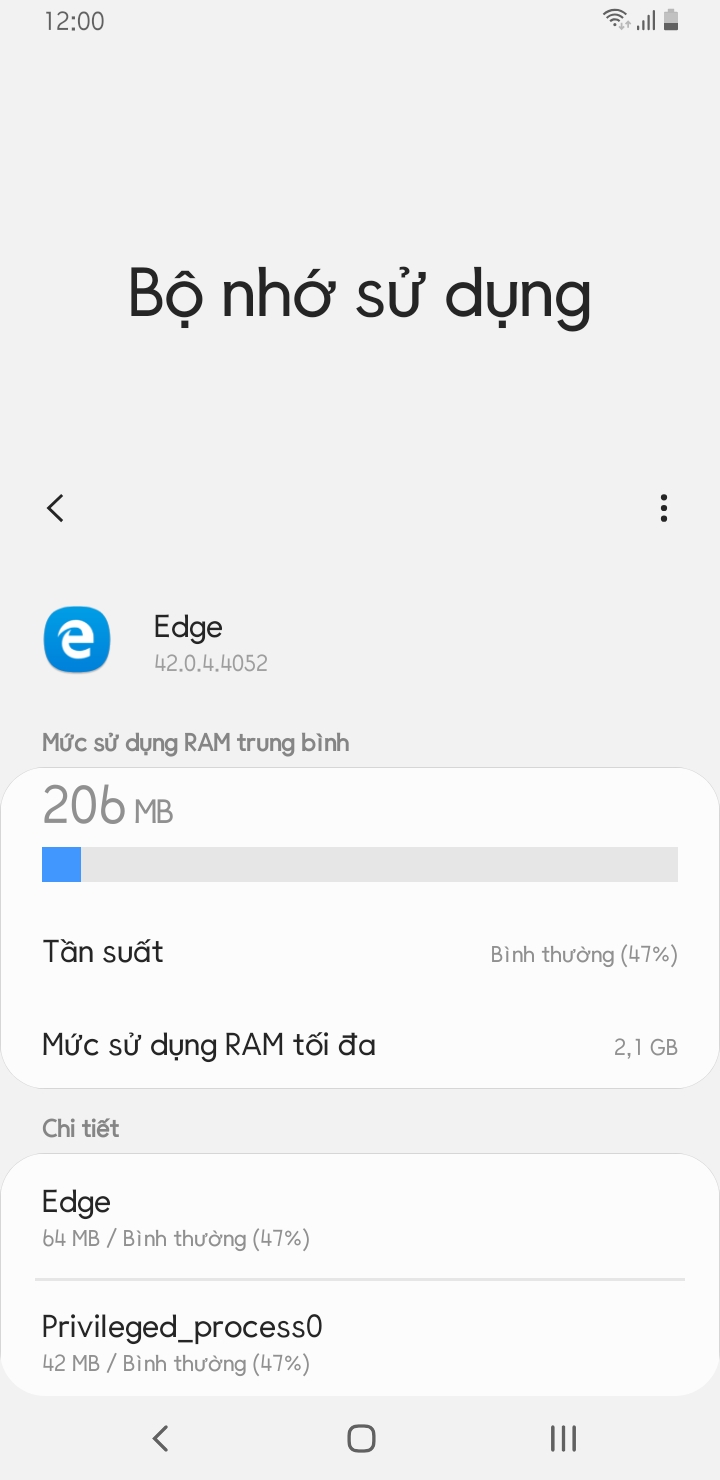 12:00
Bộ nhớ sử dụng
Edge
42.0.4.4052
Mức sử dụng RAM trung bình
206 MB
Tần suất
Bình thường (47%)
Mức sử dụng RAM tối đa
2,1 GB
Chi tiết
Edge
64 MB / Bình thường (47%)
Privileged_process0
42 MB / Bình thường (47%)